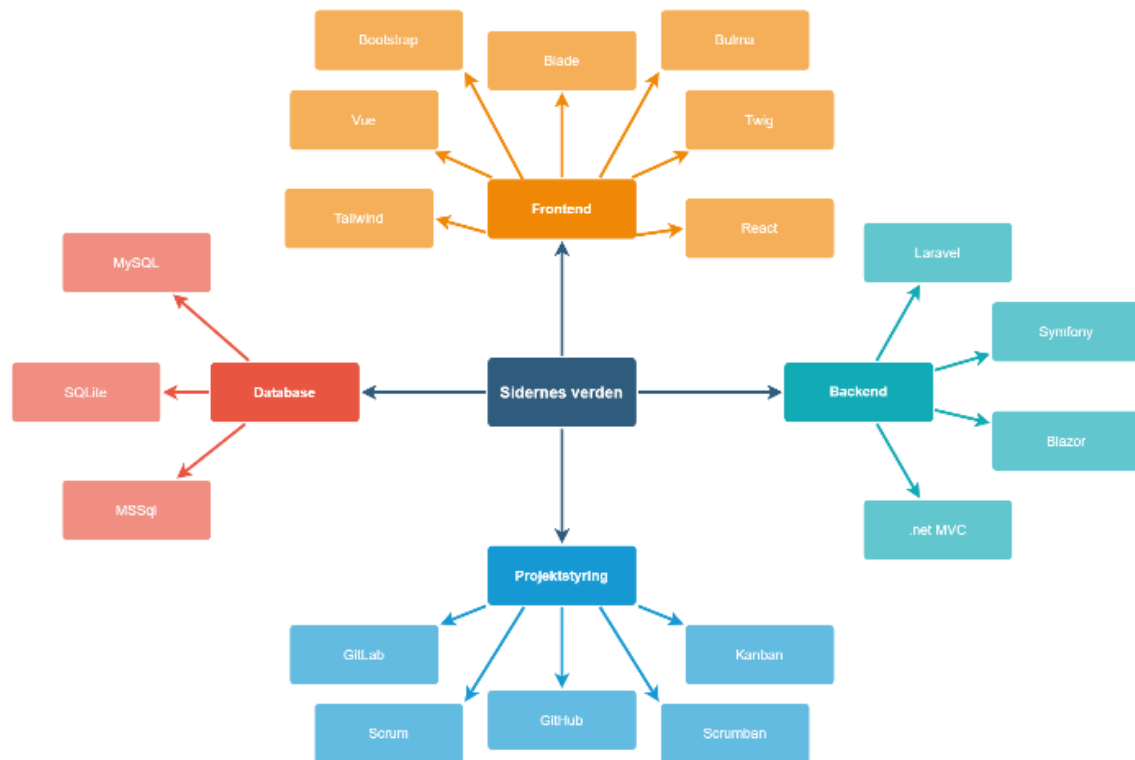 Bootstrap
Blade
Bulma
Vue
Twig
Frontend
Tailwind
React
MySQL
Laravel
Symfony
SQLite
Database
Sidernes verden
Backend
Blazor
MSSql
.net MVC
Projektstyring
GitLab
Kanban
Scrum
GitHub
Scrumban